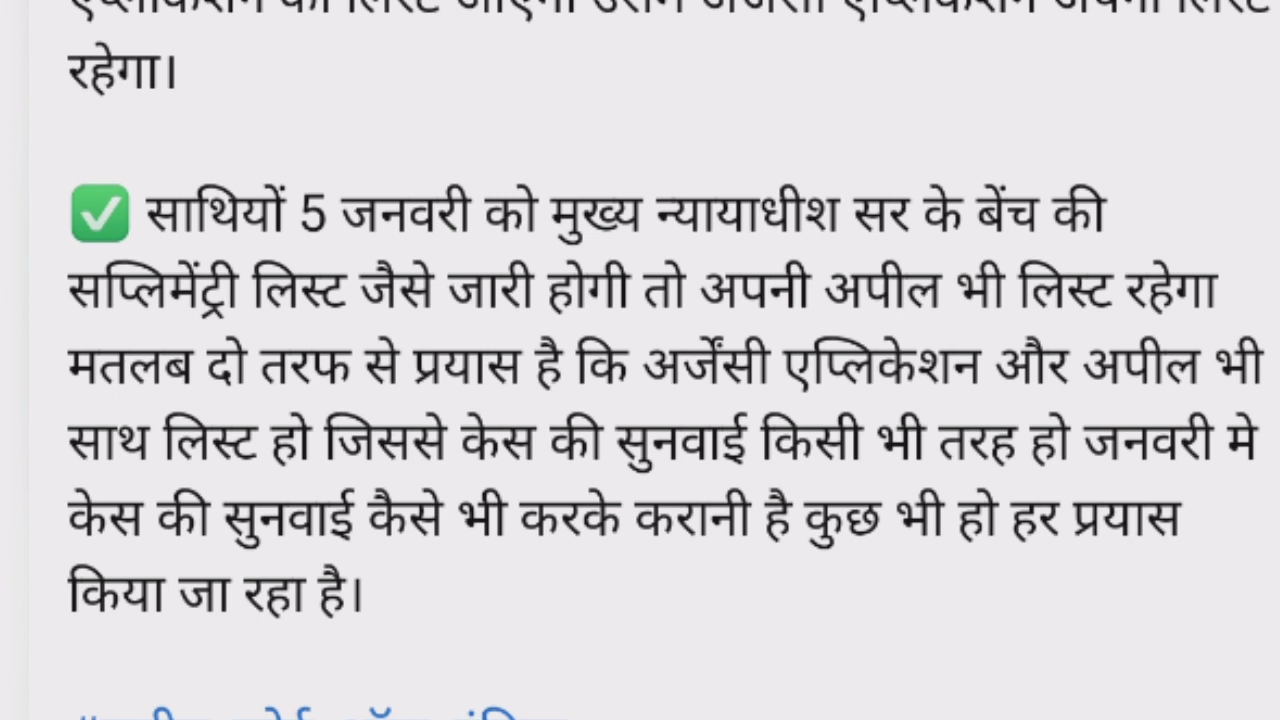 रहेगा।
✅ साथियों 5 जनवरी को मुख्य न्यायाधीश सर के बेंच की
सप्लिमेंट्री लिस्ट जैसे जारी होगी तो अपनी अपील भी लिस्ट रहेगा
मतलब दो तरफ से प्रयास है कि अर्जेंसी एप्लिकेशन और अपील भी
साथ लिस्ट हो जिससे केस की सुनवाई किसी भी तरह हो जनवरी मे
केस की सुनवाई कैसे भी करके करानी है कुछ भी हो हर प्रयास
किया जा रहा है।